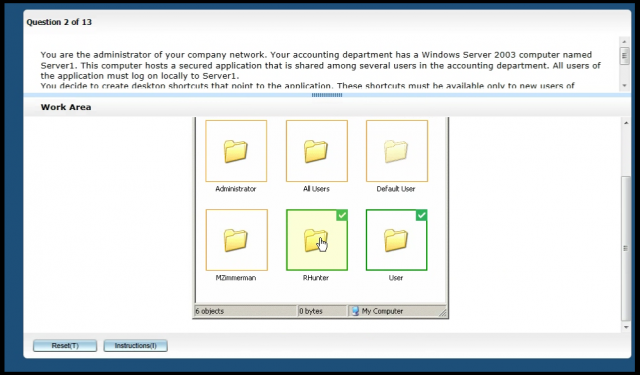 Question 2 of 13
You are the administrator of your company network. Your accounting department has a Windows Server 2003 computer named
Server1. This computer hosts a secured application that is shared among several users in the accounting department. All users of
the application must log on locally to Server1.
You decide to create desktop shortcuts that point to the application. These shortcuts must be available only to new users of
Work Area
Administrator
All Users
Default User
MZimmerman
RHunter
User
6 objects
0 bytes
My Computer
Reset(T)
Instructions(I)